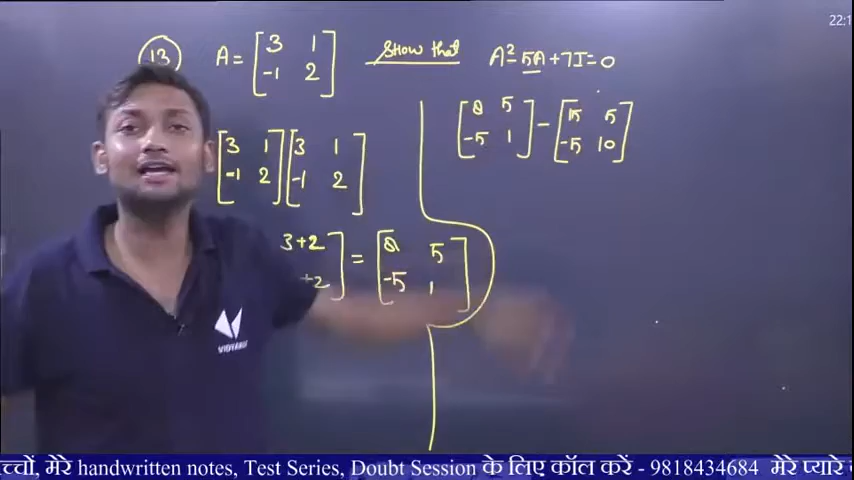 22:1
13 A = [3 1 -1 2] Show that A²-5A+7I=0
[8 5 -5 1] - [15 5 -5 10]
[3 1 -1 2] [3 1 -1 2]
3+2 +2] = [8 5 -5 1]
च्चों, मेरे handwritten notes, Test Series, Doubt Session के लिए कॉल करें - 9818434684 मेरे प्यारे